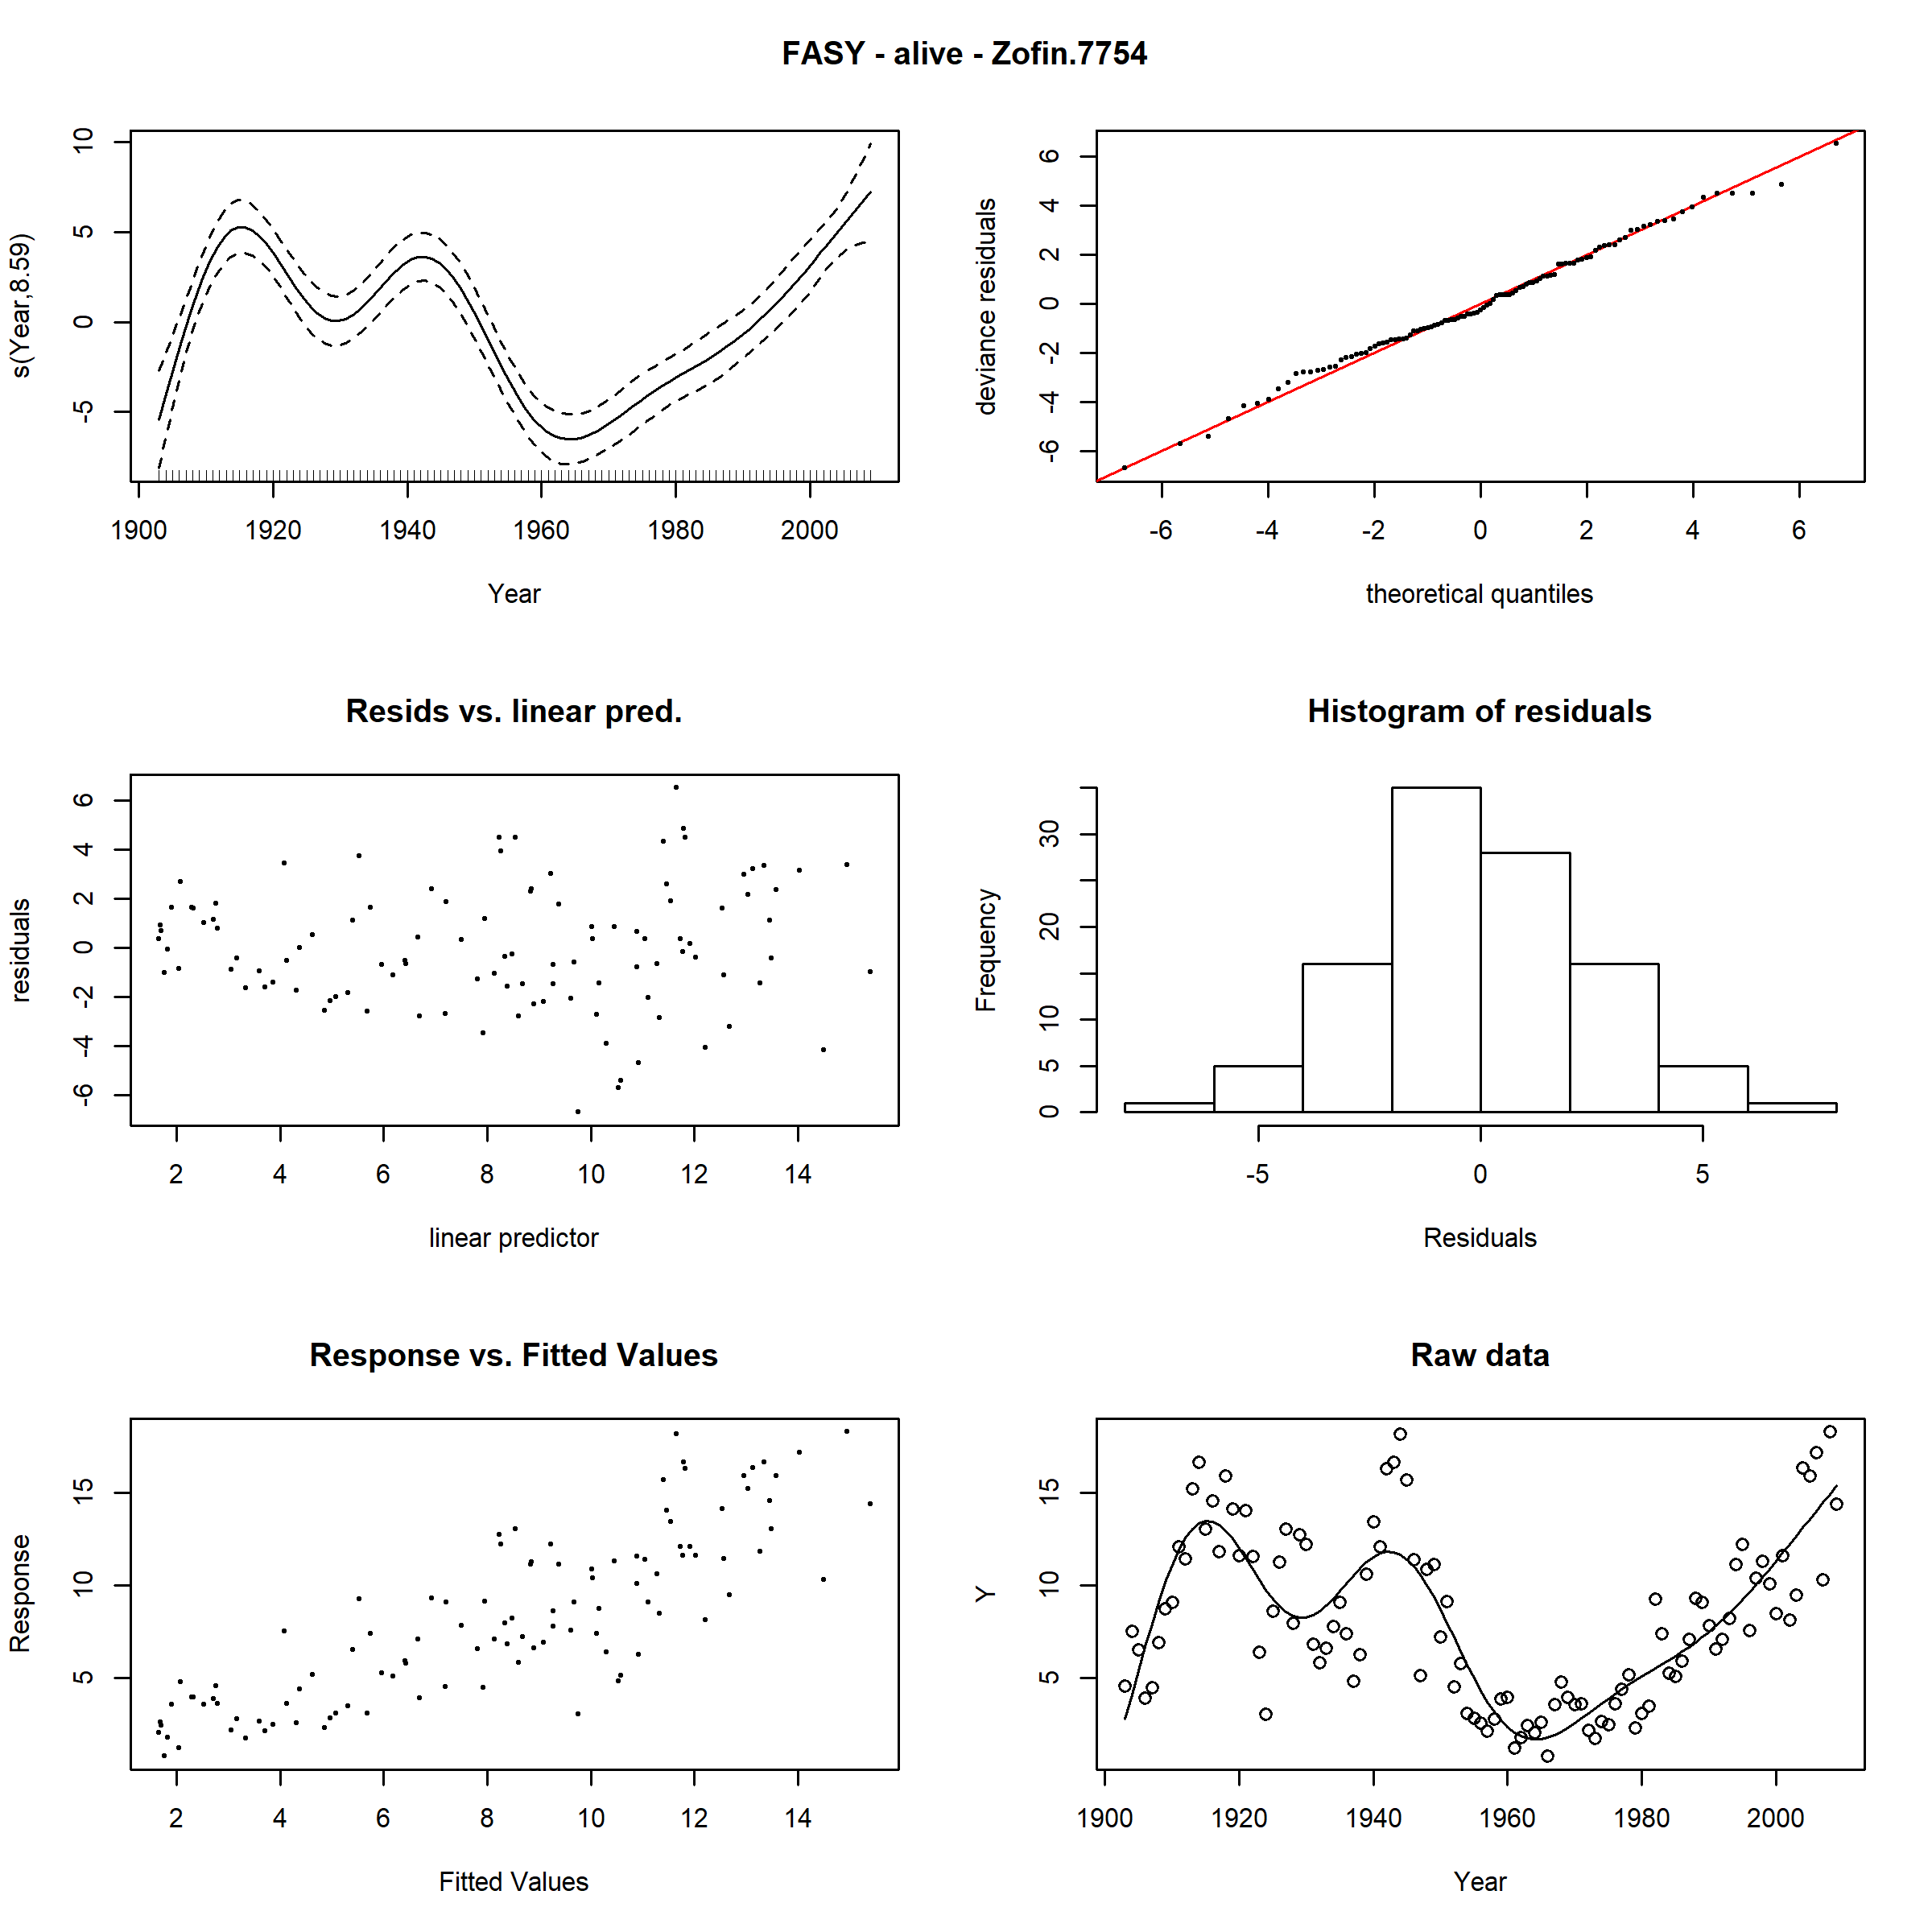 FASY - alive - Zofin.7754
s(Year,8.59)
-5 0 5 10
1900 1920 1940 1960 1980 2000
Year
deviance residuals
-6 -4 -2 0 2 4 6
-6 -4 -2 0 2 4 6
theoretical quantiles
Resids vs. linear pred.
residuals
-6 -4 -2 0 2 4 6
2 4 6 8 10 12 14
linear predictor
Histogram of residuals
Frequency
0 5 10 20 30
-5 0 5
Residuals
Response vs. Fitted Values
Response
5 10 15
2 4 6 8 10 12 14
Fitted Values
Raw data
Y
5 10 15
1900 1920 1940 1960 1980 2000
Year